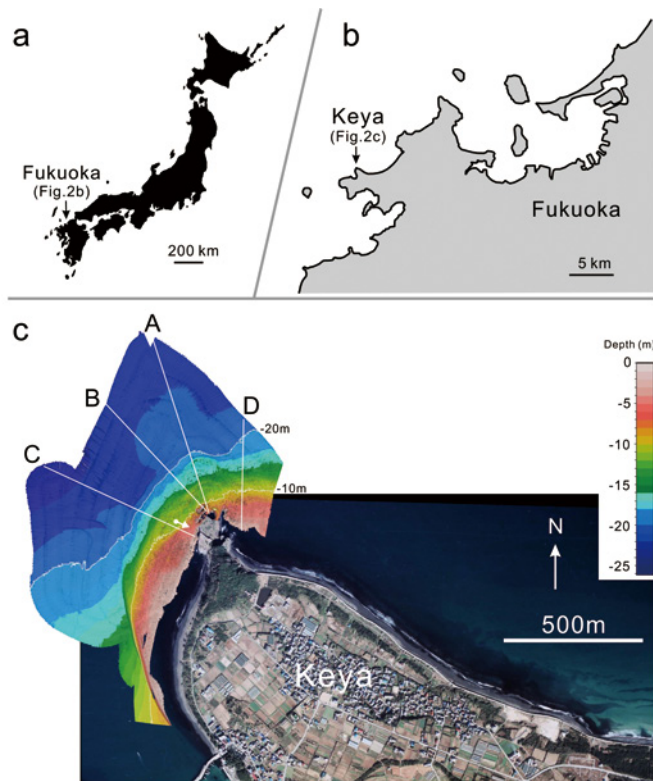 a
Fukuoka
(Fig.2b)
200 km
b
Keya
(Fig.2c)
Fukuoka
5 km
c
A
B
C
D
-20m
-10m
Depth (m)
0
-5
-10
-15
-20
-25
N
500m
Keya